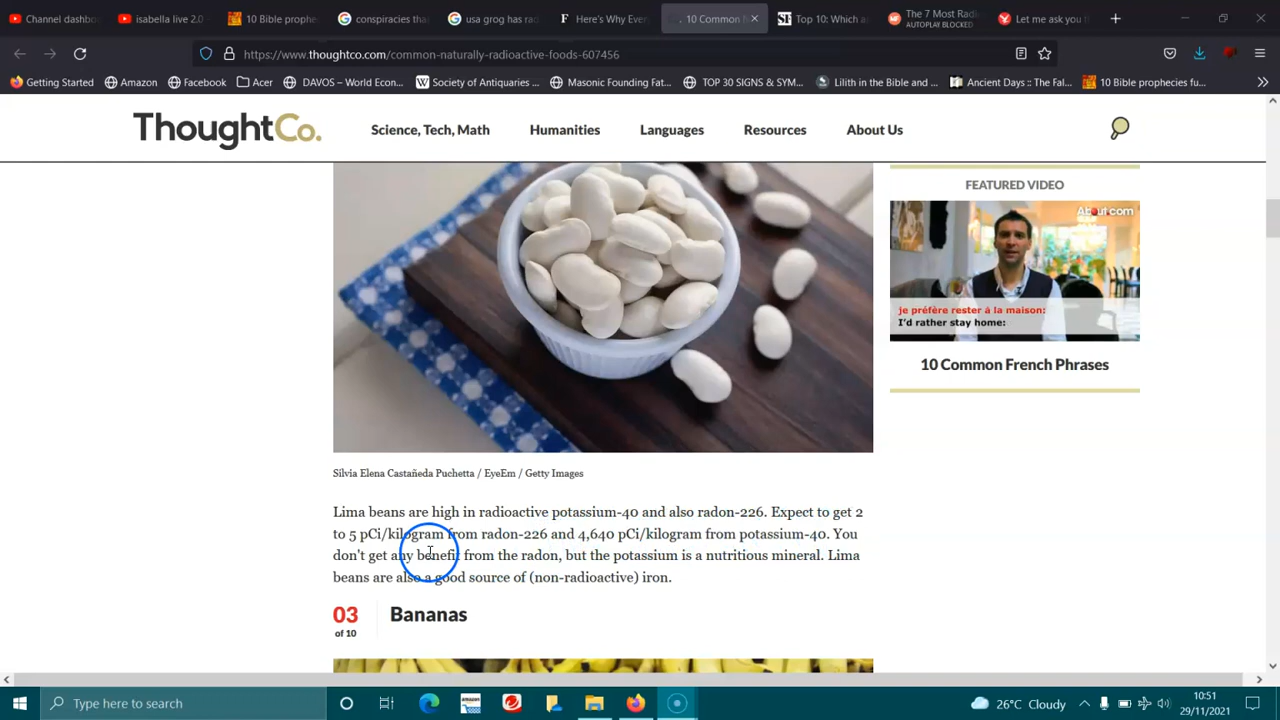 Channel dashbo
isabella live 2.0
10 Bible prophe
conspiracies tha
usa grog has rad
Here's Why Ever
10 Common N
Top 10: Which a
The 7 Most Rad
AUTOPLAY BLOCKED
Let me ask you t
https://www.thoughtco.com/common-naturally-radioactive-foods-607456
Getting Started
Amazon
Facebook
Acer
DAVOS – World Econ...
Society of Antiquaries ...
Masonic Founding Fat...
TOP 30 SIGNS & SYM...
Lilith in the Bible and ...
Ancient Days :: The Fal...
10 Bible prophecies fu...
ThoughtCo.
Science, Tech, Math
Humanities
Languages
Resources
About Us
FEATURED VIDEO
About.com
je préfère rester á la maison:
I'd rather stay home:
10 Common French Phrases
Silvia Elena Castañeda Puchetta / EyeEm / Getty Images
Lima beans are high in radioactive potassium-40 and also radon-226. Expect to get 2
to 5 pCi/kilogram from radon-226 and 4,640 pCi/kilogram from potassium-40. You
don't get any benefit from the radon, but the potassium is a nutritious mineral. Lima
beans are also a good source of (non-radioactive) iron.
03
of 10
Bananas
Type here to search
amazon
26°C Cloudy
10:51
29/11/2021